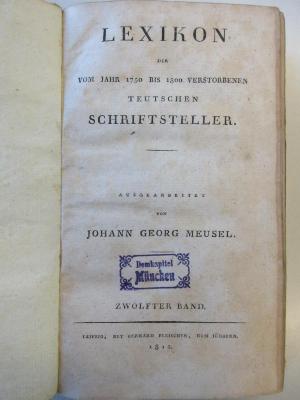 LEXIKON
DER
VOM JAHR 1750 BIS 1800 VERSTORBENEN
TEUTSCHEN
SCHRIFTSTELLER.
AUSGEARBEITET
VON
JOHANN GEORG MEUSEL.
Domkapitel
München
ZWÖLFTER BAND.
LEIPZIG, BEY GERHARD FLEISCHER, DEM JÜNGERN.